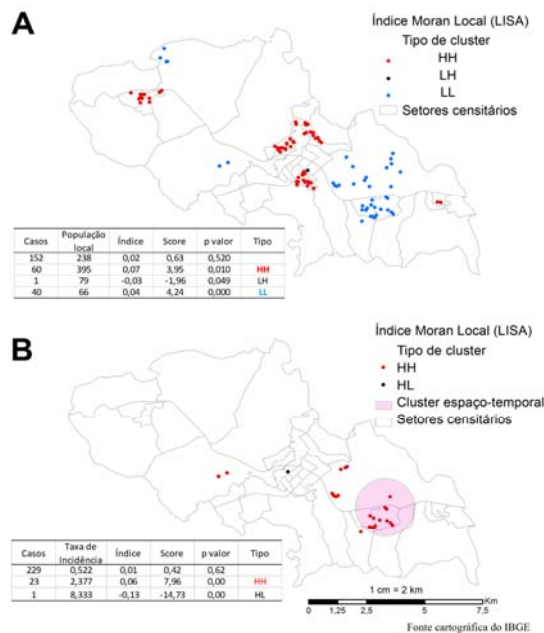 A
Índice Moran Local (LISA)
Tipo de cluster
HH
LH
LL
Setores censitários
Casos População local Índice Score p valor Tipo
152 238 0,02 0,63 0,520
60 395 0,07 3,95 0,010 HH
1 79 -0,03 -1,96 0,049 LH
40 66 0,04 4,24 0,000 LL
B
Índice Moran Local (LISA)
Tipo de cluster
HH
HL
Cluster espaço-temporal
Setores censitários
Casos Taxa de Incidência Índice Score p valor Tipo
229 0,522 0,01 0,42 0,62
23 2,377 0,06 7,96 0,00 HH
1 8,333 -0,13 -14,73 0,00 HL
1 cm = 2 km
Km
0 1,25 2,5 5 7,5
Fonte cartográfica do IBGE